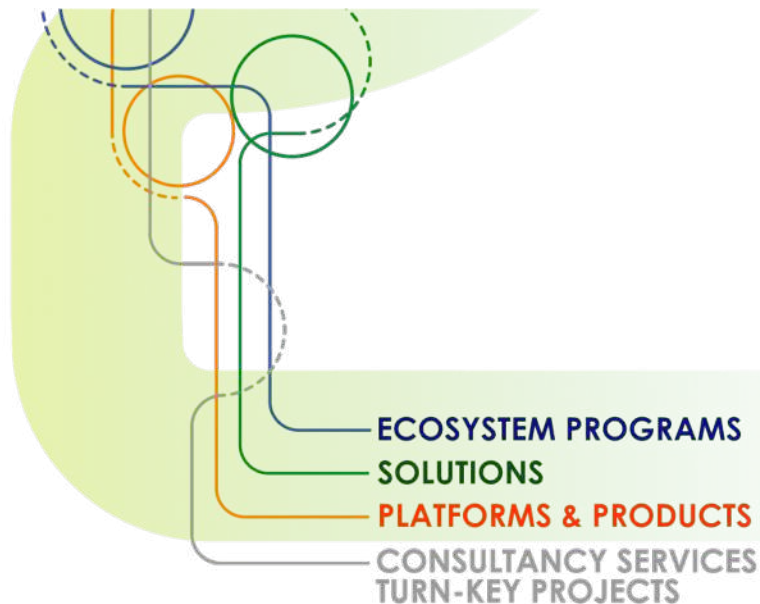 ECOSYSTEM PROGRAMS
SOLUTIONS
PLATFORMS & PRODUCTS
CONSULTANCY SERVICES
TURN-KEY PROJECTS